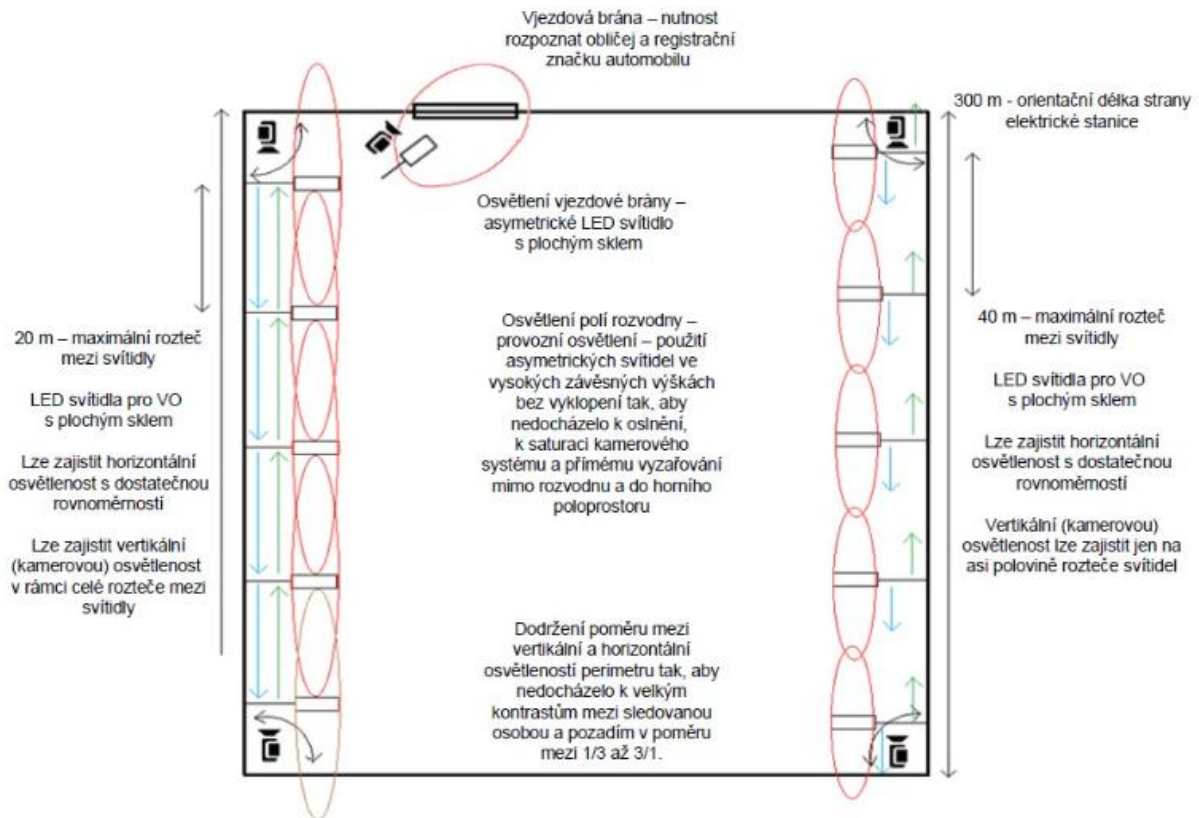 Vjezdová brána – nutnost
rozpoznat obličej a registrační
značku automobilu
300 m - orientační délka strany
elektrické stanice
Osvětlení vjezdové brány –
asymetrické LED svítidlo
s plochým sklem
20 m – maximální rozteč
mezi svítidly
LED svítidla pro VO
s plochým sklem
Lze zajistit horizontální
osvětlenost s dostatečnou
rovnoměrností
Lze zajistit vertikální
(kamerovou) osvětlenost
v rámci celé rozteče mezi
svítidly
Osvětlení polí rozvodny –
provozní osvětlení – použití
asymetrických svítidel ve
vysokých závěsných výškách
bez vyklopení tak, aby
nedocházelo k oslnění,
k saturaci kamerového
systému a přímému vyzařování
mimo rozvodnu a do horního
poloprostoru
40 m – maximální rozteč
mezi svítidly
LED svítidla pro VO
s plochým sklem
Lze zajistit horizontální
osvětlenost s dostatečnou
rovnoměrností
Vertikální (kamerovou)
osvětlenost lze zajistit jen na
asi polovině rozteče svítidel
Dodržení poměru mezi
vertikální a horizontální
osvětleností perimetru tak, aby
nedocházelo k velkým
kontrastům mezi sledovanou
osobou a pozadím v poměru
mezi 1/3 až 3/1.